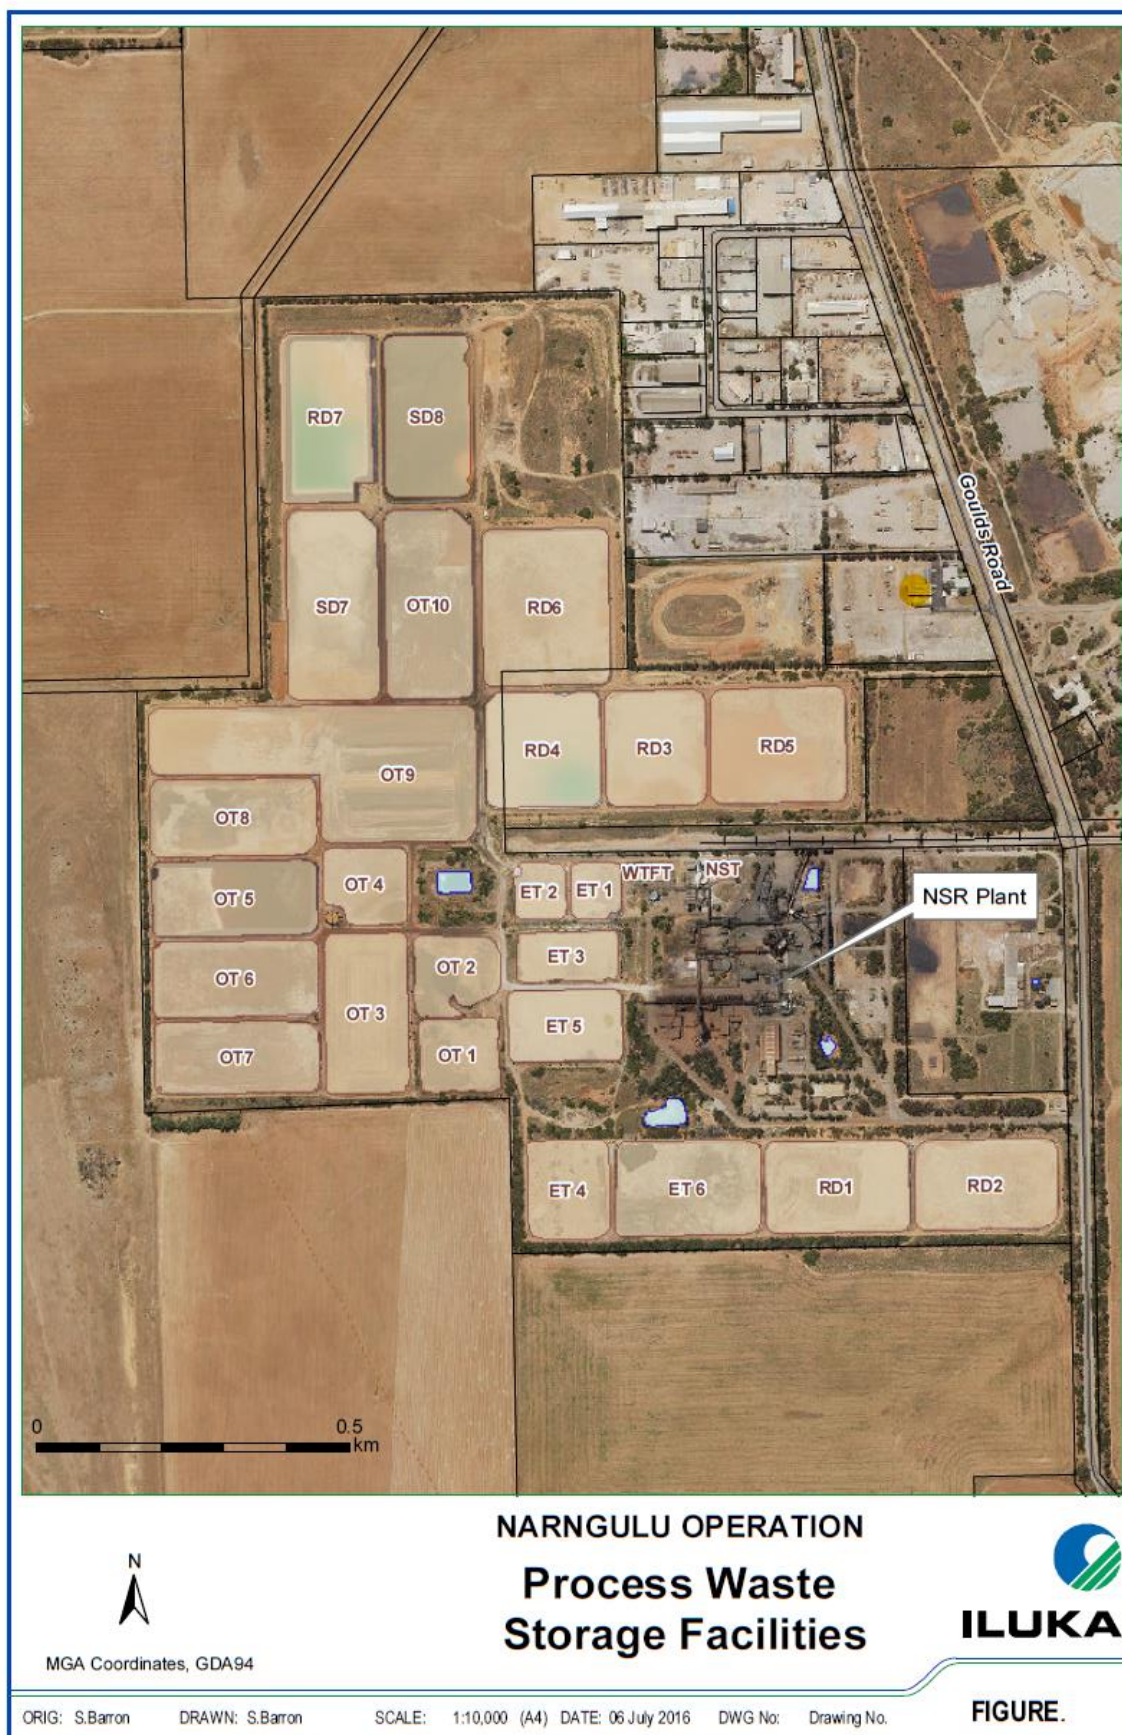 RD7
SD8
Goulds Road
SD7
OT10
RD6
RD4
RD3
RD5
OT9
OT8
OT 5
OT 4
ET 2
ET 1
WTFT
NST
NSR Plant
OT 6
OT 3
OT 2
ET 3
ET 5
OT7
OT 1
ET 4
ET 6
RD1
RD2
0 0.5
km
NARNGULU OPERATION
Process Waste
Storage Facilities
N
MGA Coordinates, GDA94
ILUKA
ORIG: S.Barron DRAWN: S.Barron SCALE: 1:10,000 (A4) DATE: 06 July 2016 DWG No: Drawing No.
FIGURE.